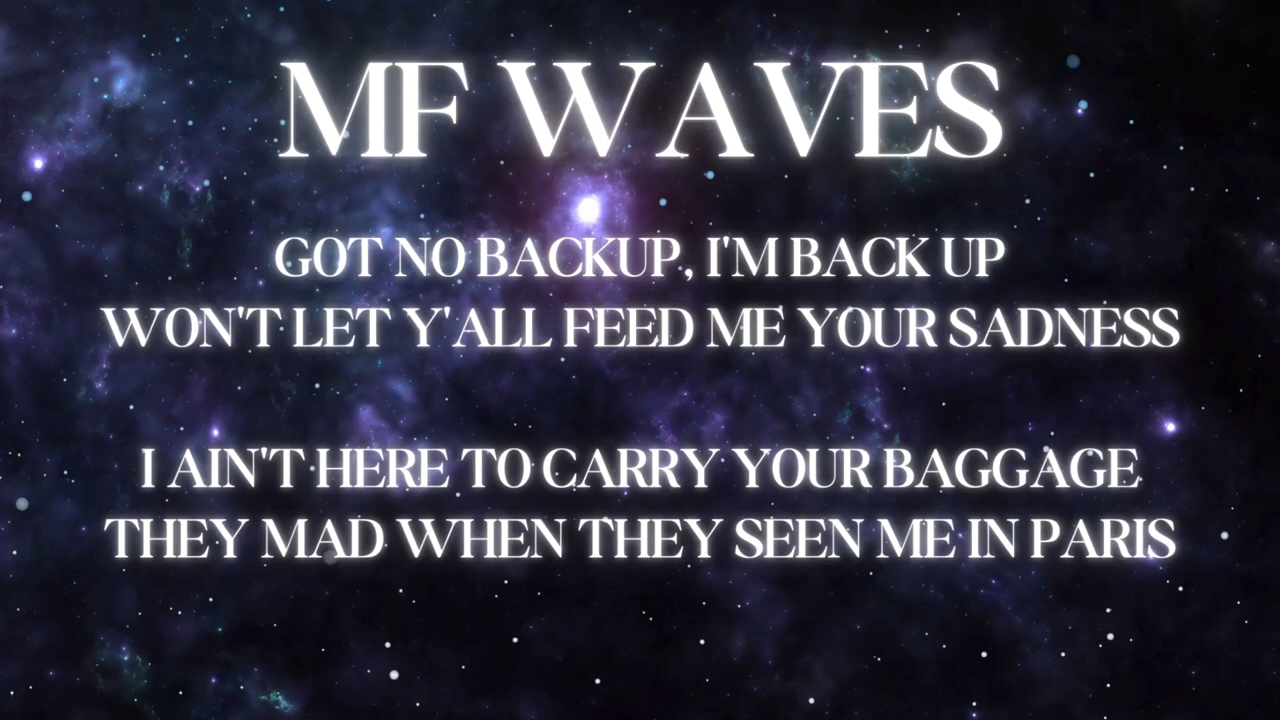 MF WAVES
GOT NO BACKUP, I'M BACK UP
WON'T LET Y'ALL FEED ME YOUR SADNESS
I AIN'T HERE TO CARRY YOUR BAGGAGE
THEY MAD WHEN THEY SEEN ME IN PARIS